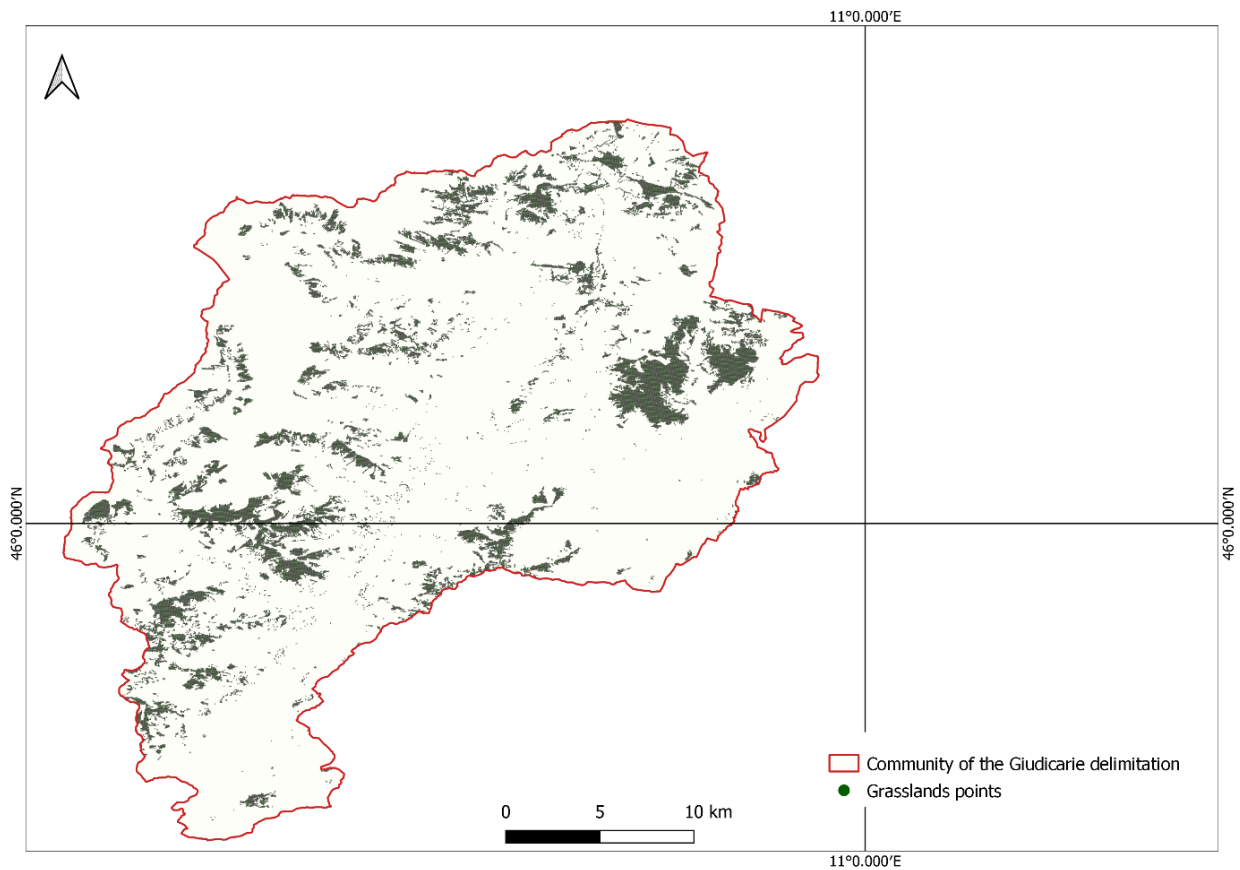 11°0.000′E
46°0.000′N
46°0.000′N
Community of the Giudicarie delimitation
Grasslands points
0 5 10 km
11°0.000′E